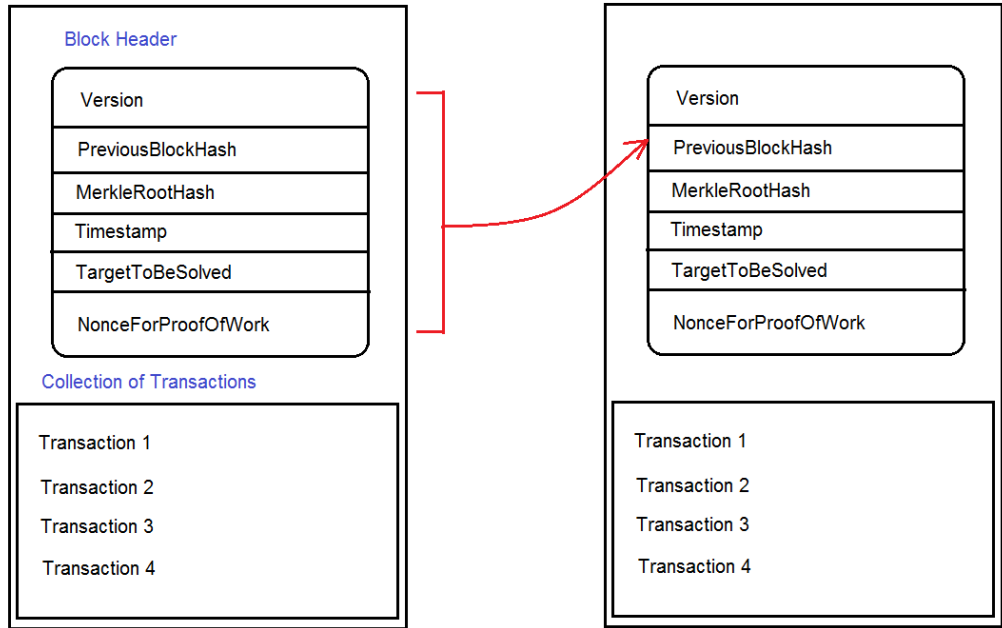 Block Header
Version
PreviousBlockHash
MerkleRootHash
Timestamp
TargetToBeSolved
NonceForProofOfWork
Collection of Transactions
Transaction 1
Transaction 2
Transaction 3
Transaction 4
Version
PreviousBlockHash
MerkleRootHash
Timestamp
TargetToBeSolved
NonceForProofOfWork
Transaction 1
Transaction 2
Transaction 3
Transaction 4